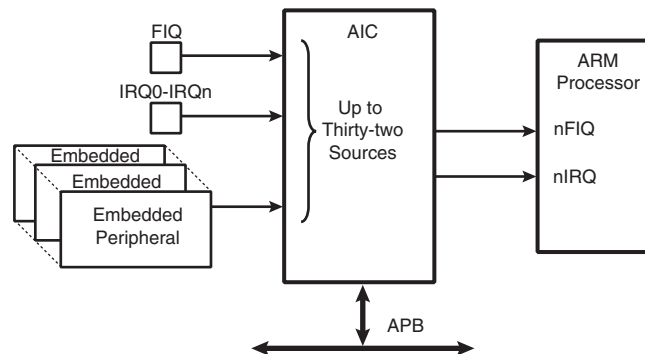 FIQ
IRQ0-IRQn
Embedded
Embedded
Embedded
Peripheral
AIC
Up to
Thirty-two
Sources
ARM
Processor
nFIQ
nIRQ
APB